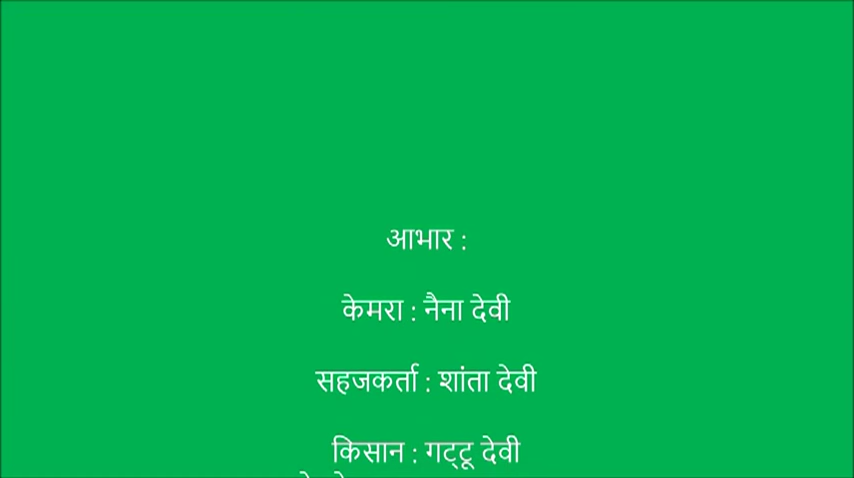 आभार :
केमरा : नैना देवी
सहजकर्ता : शांता देवी
किसान : गट्टू देवी